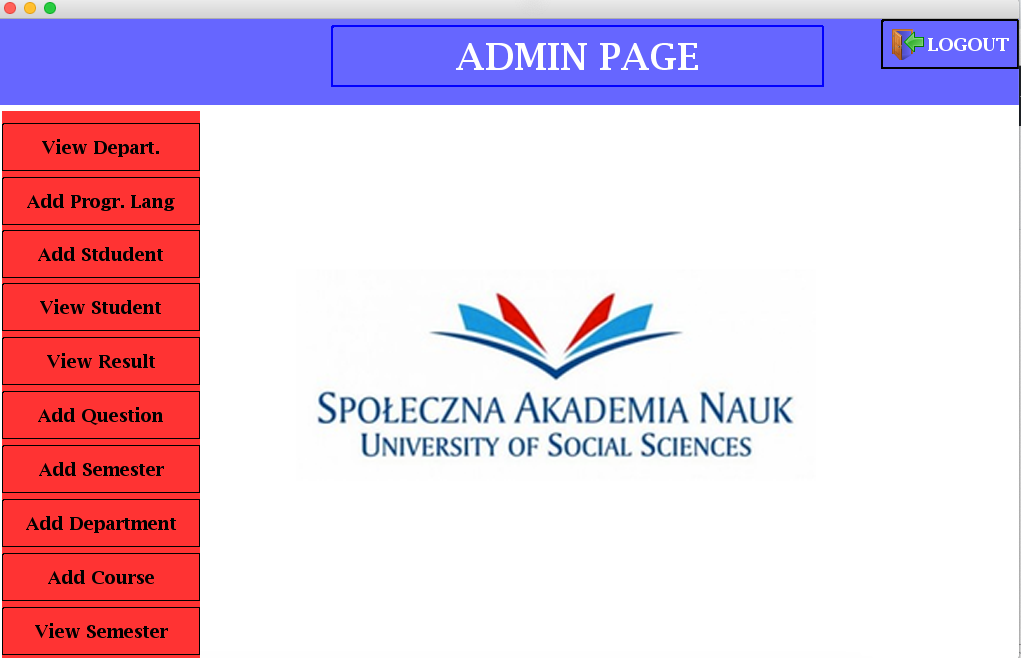 ADMIN PAGE
LOGOUT
View Depart.
Add Progr. Lang
Add Stdudent
View Student
View Result
Add Question
Add Semester
Add Department
Add Course
View Semester
SPOŁECZNA AKADEMIA NAUK
UNIVERSITY OF SOCIAL SCIENCES